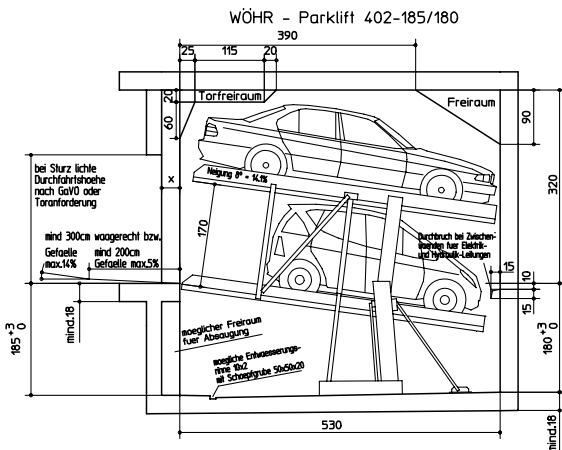 WÖHR - Parklift 402-185/180
390
25 115 20
20
Torfreiraum
Freiraum
60
90
320
bei Sturz lichte
Durchfahrtshoehe
nach GaVO oder
Toranforderung
x
Neigung 8° = 14.1%
170
mind 300cm waagerecht bzw.
Gefaelle
max.14%
mind 200cm
Gefaelle max.5%
Durchbruch bei Zwischen-
waenden fuer Elektrik-
und Hydraulik-Leitungen
15
10
15
mind.18
185 +3 0
180 +3 0
moeglicher Freiraum
fuer Absaugung
moegliche Entwaesserungs-
rinne 10x2
mit Schoepfgrube 50x50x20
530
mind.18